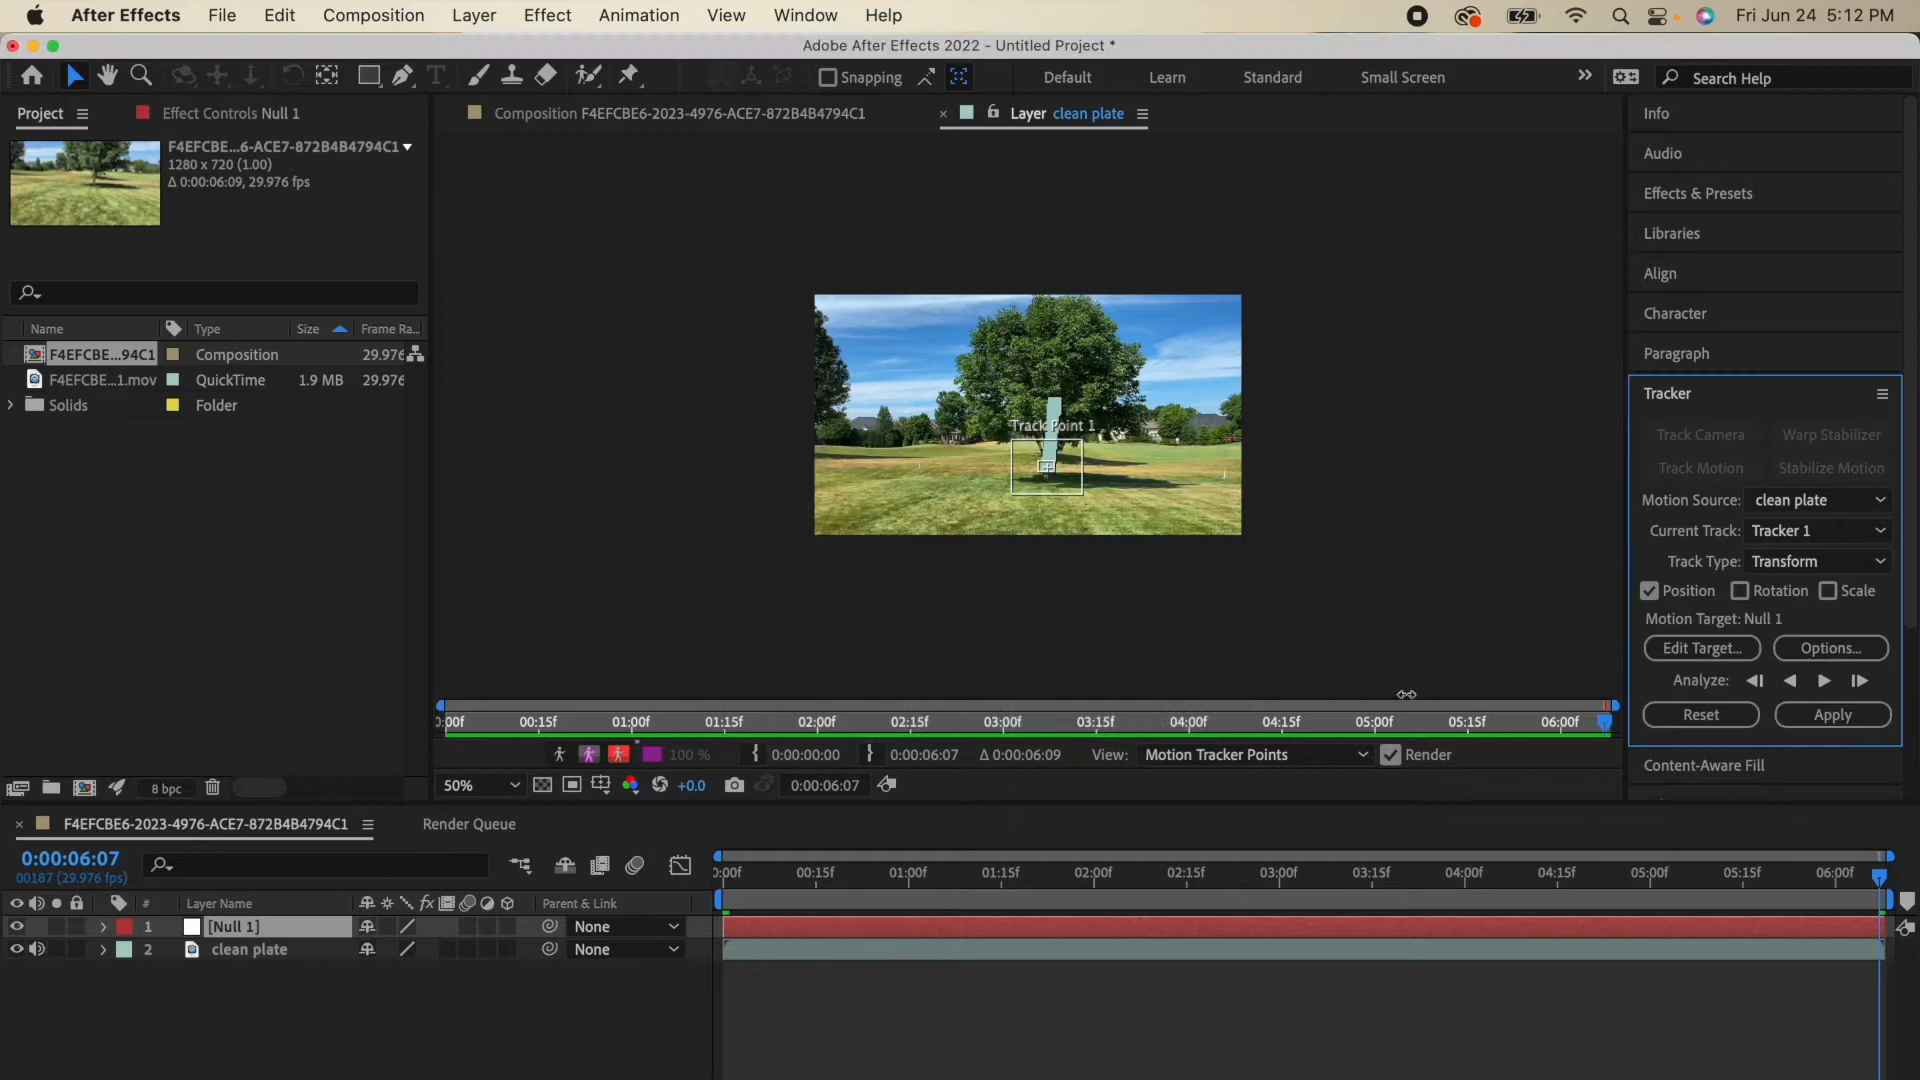 After Effects File Edit Composition Layer Effect Animation View Window Help Fri Jun 24 5:12 PM
Adobe After Effects 2022 - Untitled Project *
Snapping Default Learn Standard Small Screen Search Help
Project Effect Controls Null 1
Composition F4EFCBE6-2023-4976-ACE7-872B4B4794C1
Layer clean plate
F4EFCBE...6-ACE7-872B4B4794C1
1280 x 720 (1.00)
Δ 0:00:06:09, 29.976 fps
Name Type Size Frame Ra...
F4EFCBE...94C1 Composition 29.976
F4EFCBE...1.mov QuickTime 1.9 MB 29.976
Solids Folder
8 bpc
Track Point 1
:00f 00:15f 01:00f 01:15f 02:00f 02:15f 03:00f 03:15f 04:00f 04:15f 05:00f 05:15f 06:00f
100 % 0:00:00:00 0:00:06:07 Δ 0:00:06:09 View: Motion Tracker Points Render
50% +0.0 0:00:06:07
Info
Audio
Effects & Presets
Libraries
Align
Character
Paragraph
Tracker
Track Camera Warp Stabilizer
Track Motion Stabilize Motion
Motion Source: clean plate
Current Track: Tracker 1
Track Type: Transform
Position Rotation Scale
Motion Target: Null 1
Edit Target... Options...
Analyze:
Reset Apply
Content-Aware Fill
F4EFCBE6-2023-4976-ACE7-872B4B4794C1 Render Queue
0:00:06:07
00187 (29.976 fps)
:00f 00:15f 01:00f 01:15f 02:00f 02:15f 03:00f 03:15f 04:00f 04:15f 05:00f 05:15f 06:00f
# Layer Name fx Parent & Link
1 [Null 1] None
2 clean plate None